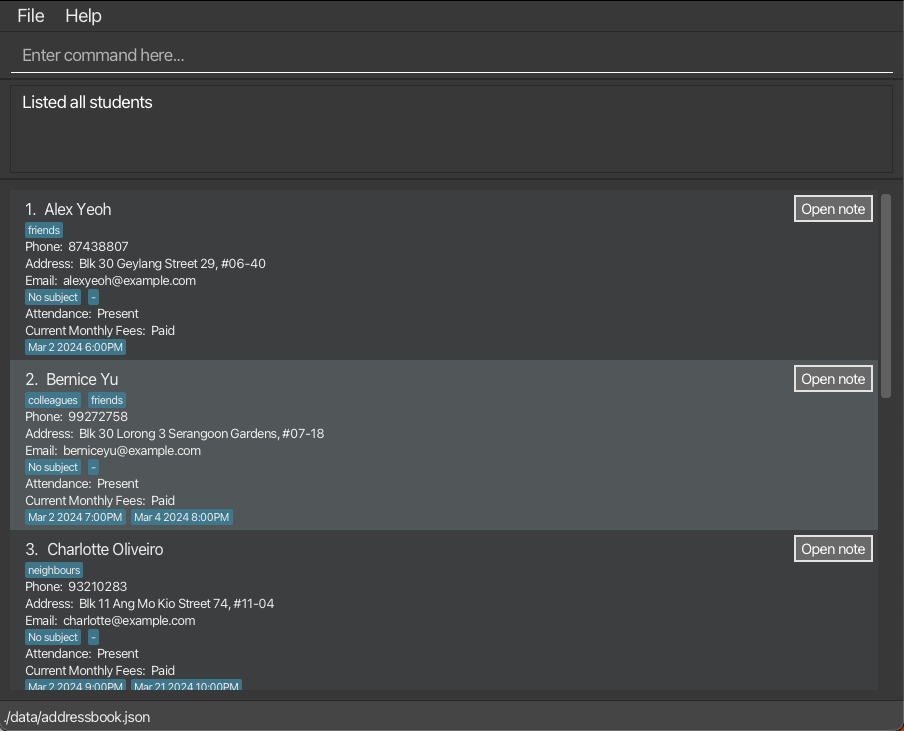 File Help
Enter command here...
Listed all students
1. Alex Yeoh Open note
friends
Phone: 87438807
Address: Blk 30 Geylang Street 29, #06-40
Email: alexyeoh@example.com
No subject -
Attendance: Present
Current Monthly Fees: Paid
Mar 2 2024 6:00PM
2. Bernice Yu Open note
colleagues friends
Phone: 99272758
Address: Blk 30 Lorong 3 Serangoon Gardens, #07-18
Email: berniceyu@example.com
No subject -
Attendance: Present
Current Monthly Fees: Paid
Mar 2 2024 7:00PM Mar 4 2024 8:00PM
3. Charlotte Oliveiro Open note
neighbours
Phone: 93210283
Address: Blk 11 Ang Mo Kio Street 74, #11-04
Email: charlotte@example.com
No subject -
Attendance: Present
Current Monthly Fees: Paid
Mar 2 2024 9:00PM Mar 21 2024 10:00PM
./data/addressbook.json